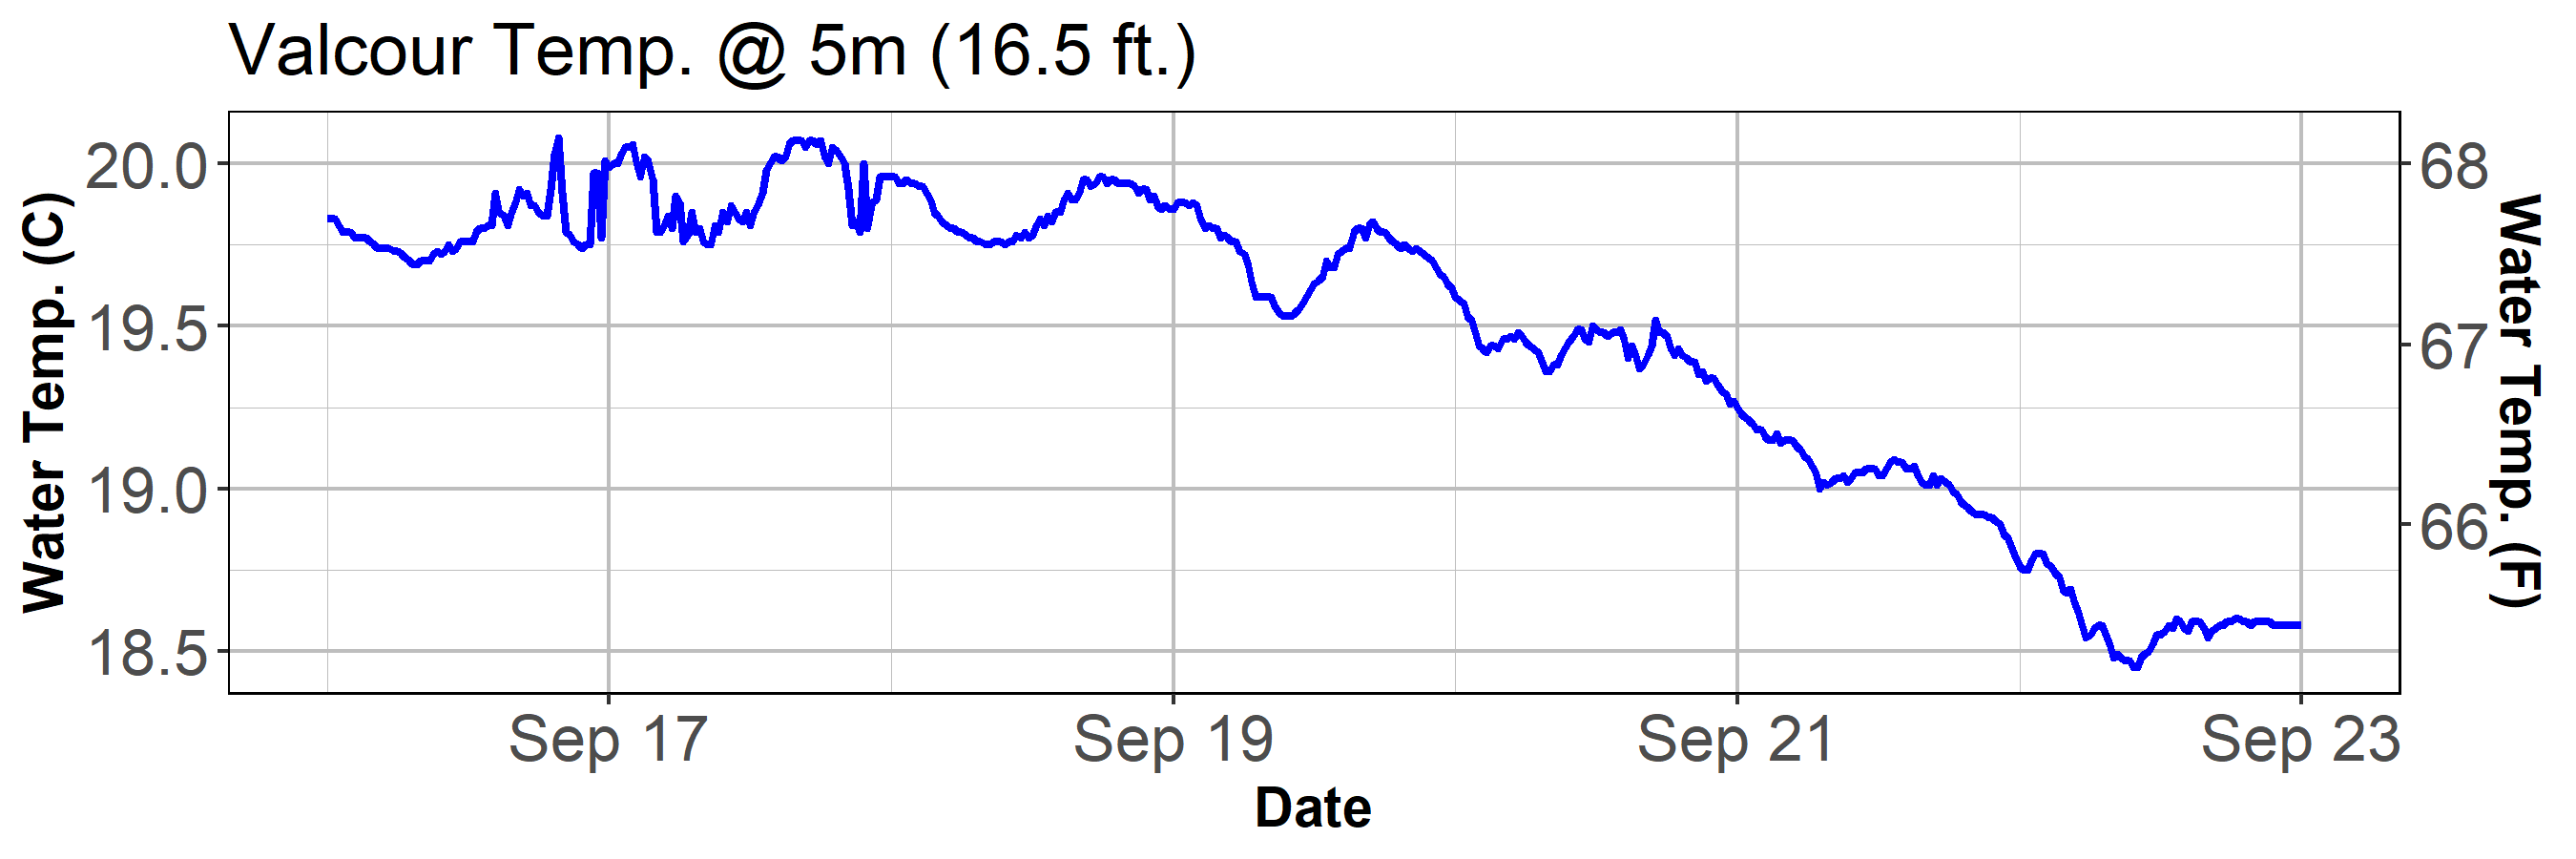 Valcour Temp. @ 5m (16.5 ft.)
Water Temp. (C)
20.0
19.5
19.0
18.5
68
67
66
Water Temp. (F)
Sep 17
Sep 19
Sep 21
Sep 23
Date